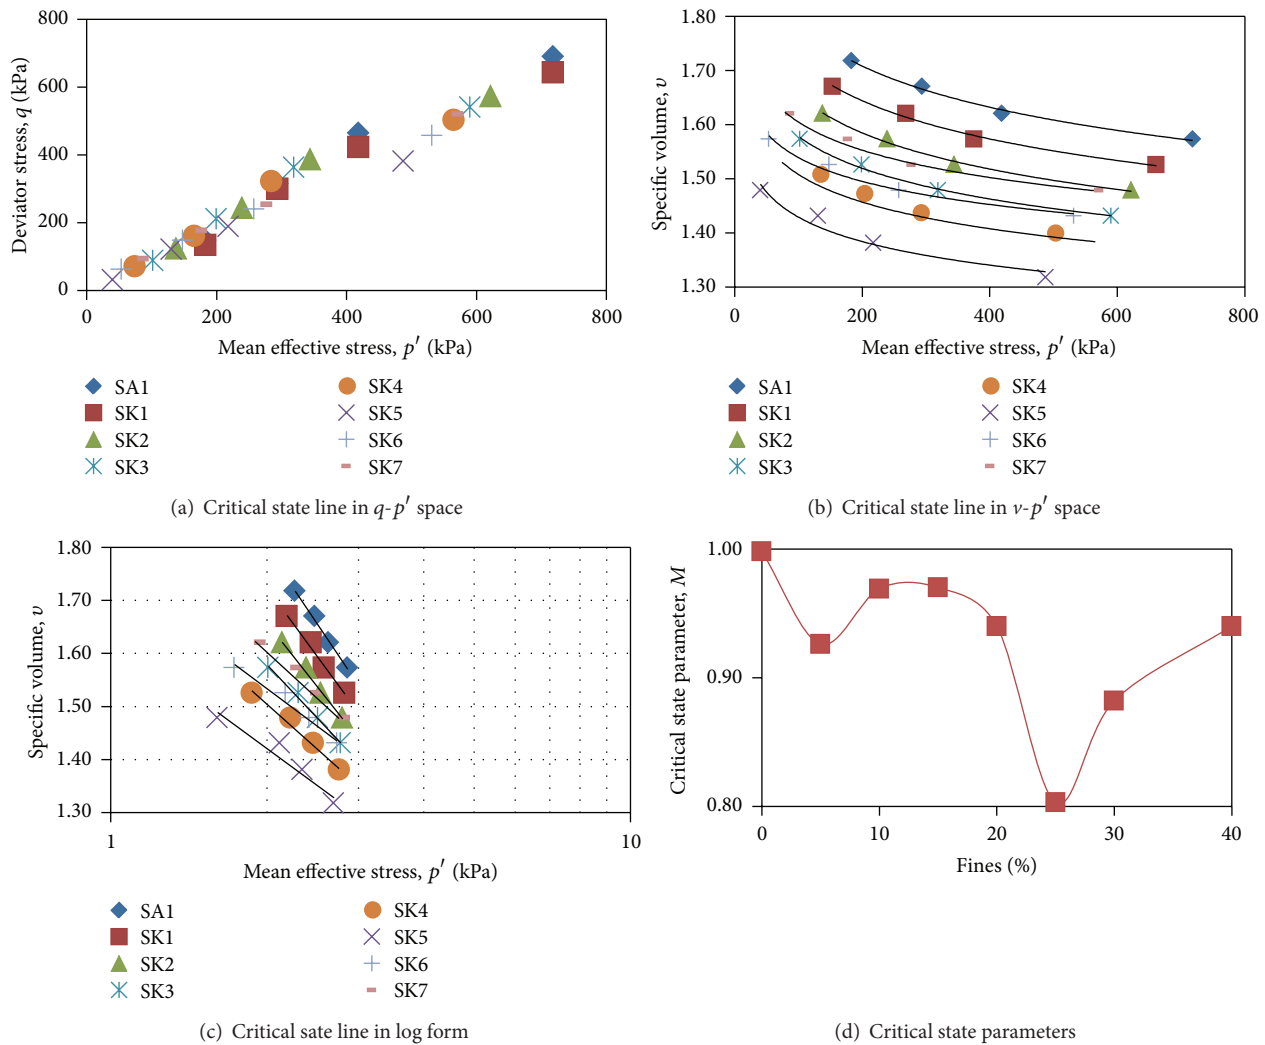 800
600
400
200
0
Deviator stress, q (kPa)
0 200 400 600 800
Mean effective stress, p′ (kPa)
SA1
SK1
SK2
SK3
SK4
SK5
SK6
SK7
(a) Critical state line in q-p′ space
1.80
1.70
1.60
1.50
1.40
1.30
Specific volume, υ
0 200 400 600 800
Mean effective stress, p′ (kPa)
SA1
SK1
SK2
SK3
SK4
SK5
SK6
SK7
(b) Critical state line in v-p′ space
1.80
1.70
1.60
1.50
1.40
1.30
Specific volume, υ
1 10
Mean effective stress, p′ (kPa)
SA1
SK1
SK2
SK3
SK4
SK5
SK6
SK7
(c) Critical sate line in log form
1.00
0.90
0.80
Critical state parameter, M
0 10 20 30 40
Fines (%)
(d) Critical state parameters